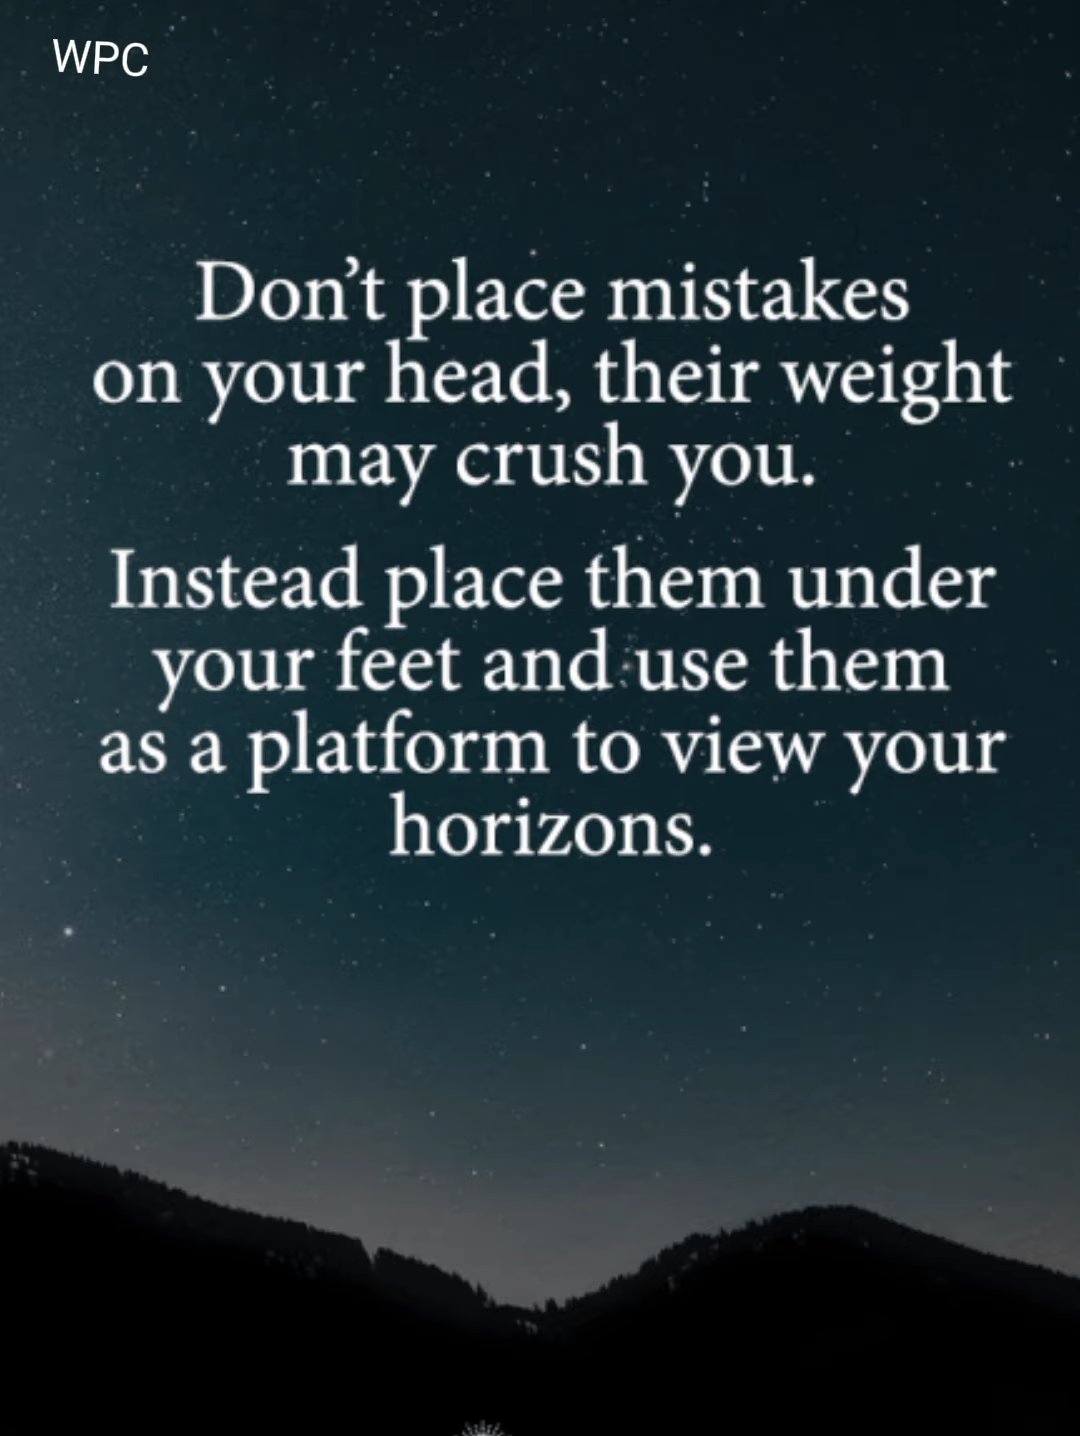 WPC
Don’t place mistakes
on your head, their weight
may crush you.
Instead place them under
your feet and use them
as a platform to view your
horizons.